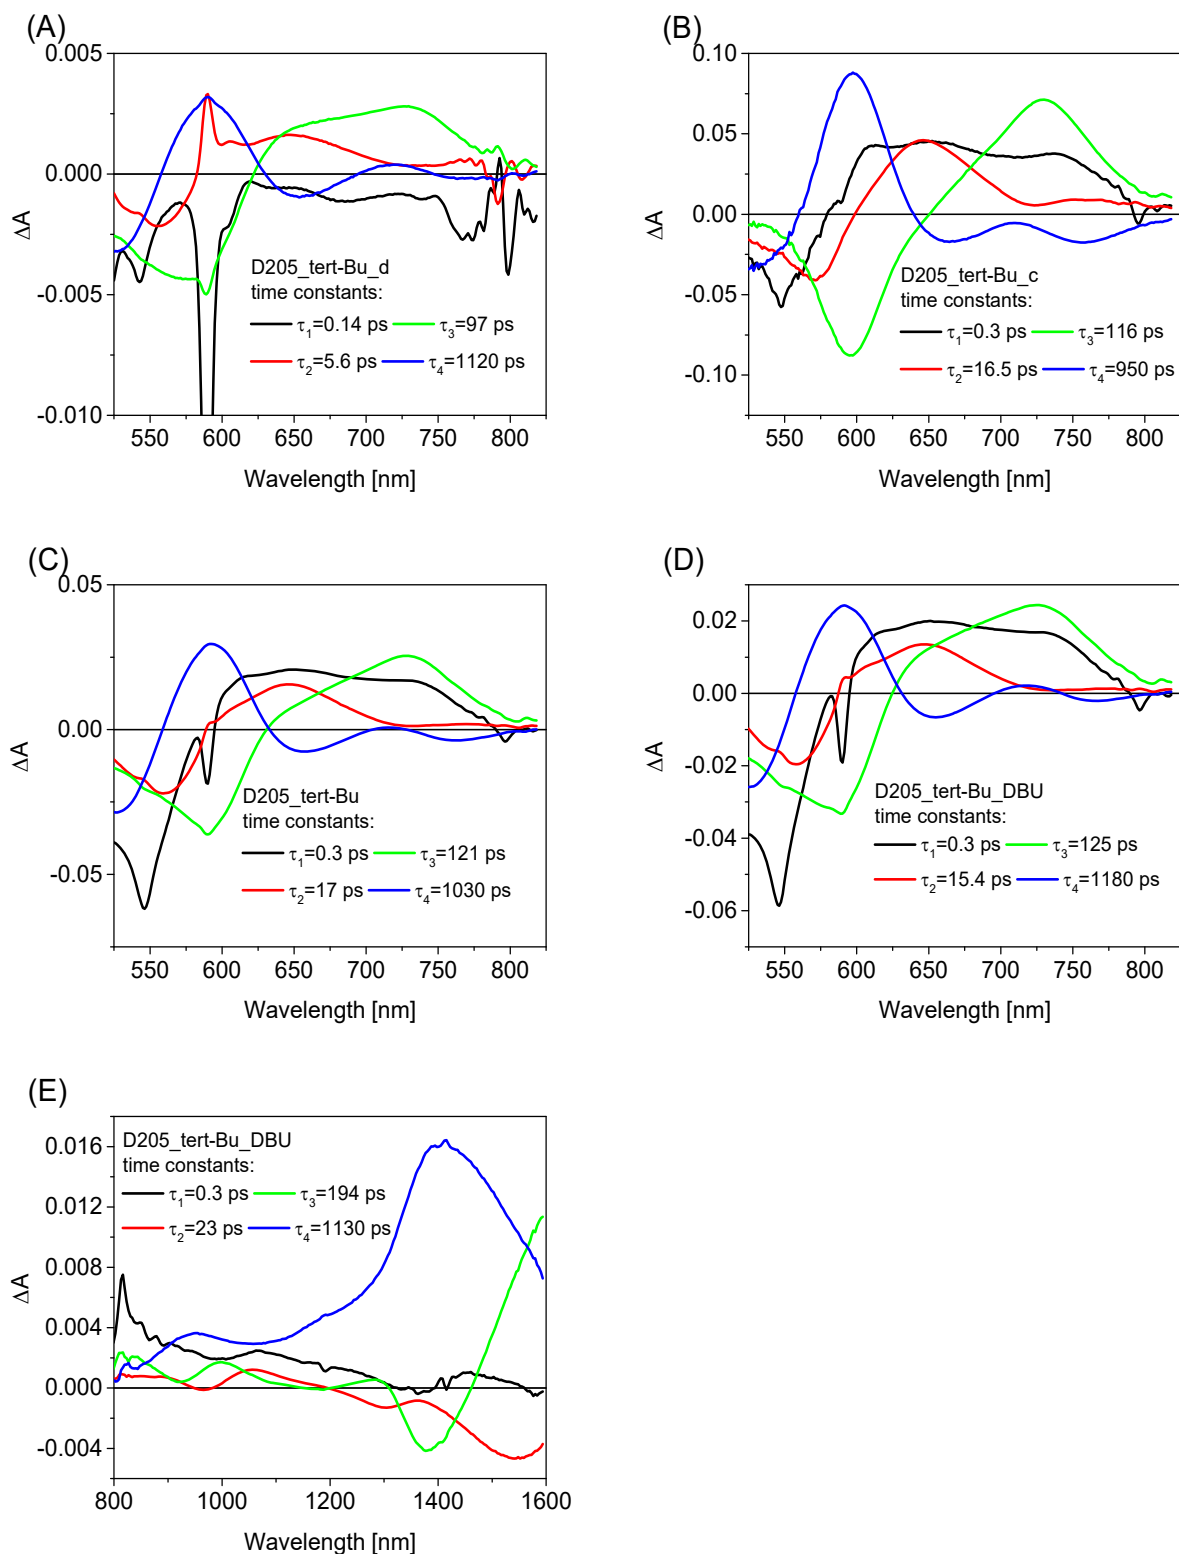 (A)
0.005
0.000
-0.005
-0.010
ΔA
D205_tert-Bu_d
time constants:
τ1=0.14 ps
τ3=97 ps
τ2=5.6 ps
τ4=1120 ps
550 600 650 700 750 800
Wavelength [nm]
(B)
0.10
0.05
0.00
-0.05
-0.10
ΔA
D205_tert-Bu_c
time constants:
τ1=0.3 ps
τ3=116 ps
τ2=16.5 ps
τ4=950 ps
550 600 650 700 750 800
Wavelength [nm]
(C)
0.05
0.00
-0.05
ΔA
D205_tert-Bu
time constants:
τ1=0.3 ps
τ3=121 ps
τ2=17 ps
τ4=1030 ps
550 600 650 700 750 800
Wavelength [nm]
(D)
0.02
0.00
-0.02
-0.04
-0.06
ΔA
D205_tert-Bu_DBU
time constants:
τ1=0.3 ps
τ3=125 ps
τ2=15.4 ps
τ4=1180 ps
550 600 650 700 750 800
Wavelength [nm]
(E)
0.016
0.012
0.008
0.004
0.000
-0.004
ΔA
D205_tert-Bu_DBU
time constants:
τ1=0.3 ps
τ3=194 ps
τ2=23 ps
τ4=1130 ps
800 1000 1200 1400 1600
Wavelength [nm]